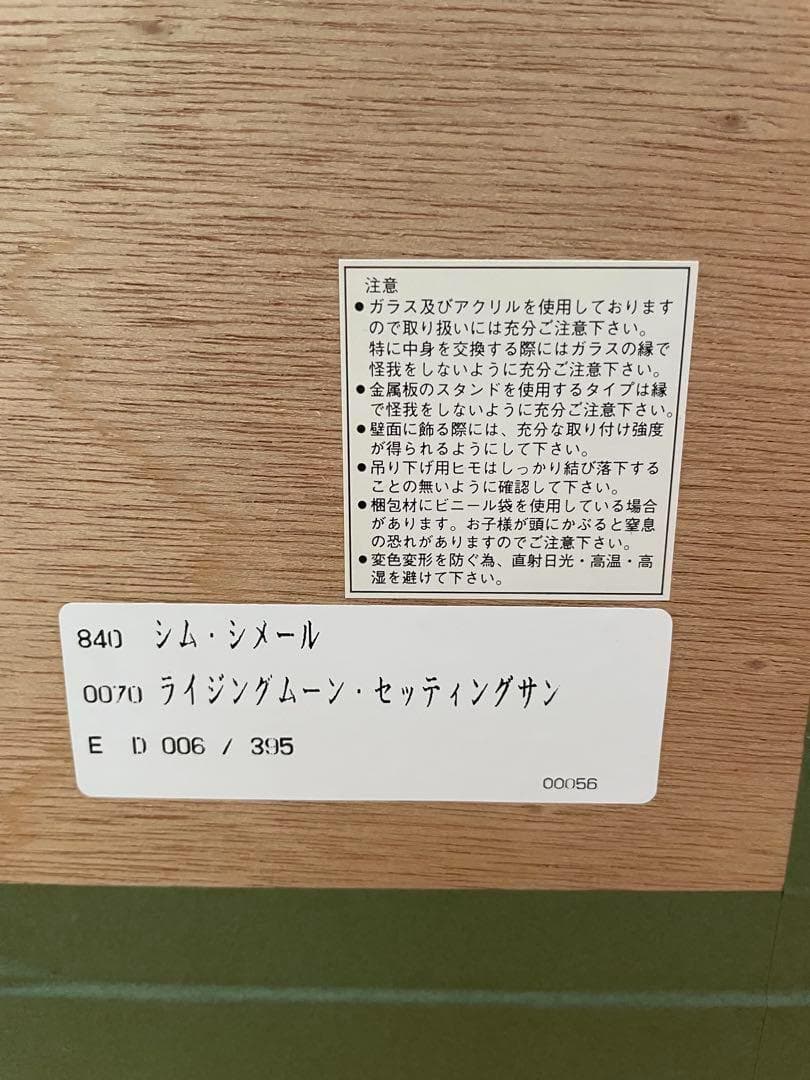 注意
●ガラス及びアクリルを使用しております
ので取り扱いには充分ご注意下さい。
特に中身を交換する際にはガラスの縁で
怪我をしないように充分ご注意下さい。
●金属板のスタンドを使用するタイプは縁
で怪我をしないように充分ご注意下さい。
●壁面に飾る際には、充分な取り付け強度
が得られるようにして下さい。
●吊り下げ用ヒモはしっかり結び落下する
ことの無いように確認して下さい。
●梱包材にビニール袋を使用している場合
があります。お子様が頭にかぶると窒息
の恐れがありますのでご注意下さい。
●変色変形を防ぐ為、直射日光・高温・高
湿を避けて下さい。
840 シム・シメール
0070 ライジングムーン・セッティングサン
E D 006 / 395
00056